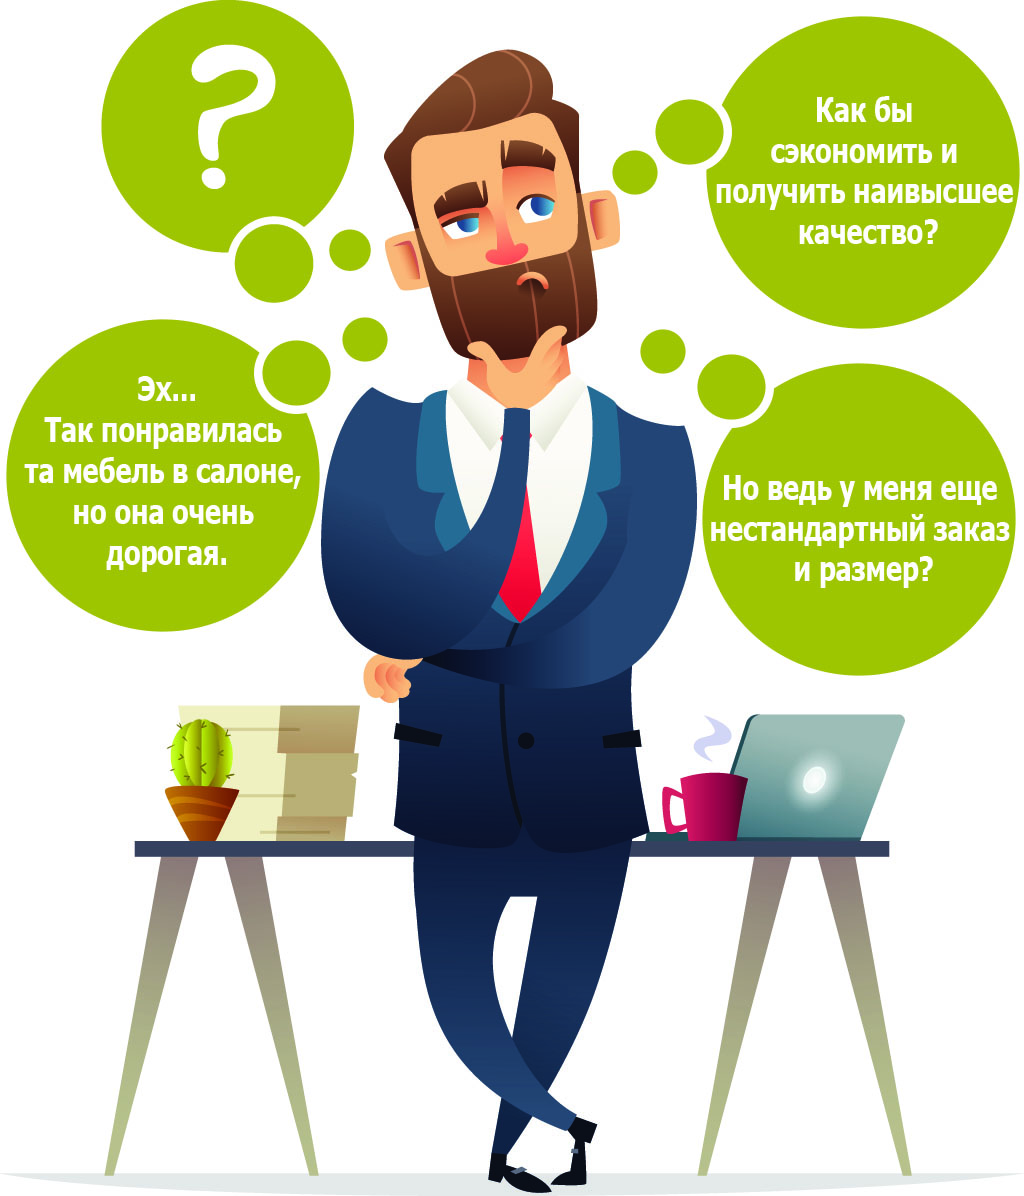 ?
Как бы
сэкономить и
получить наивысшее
качество?
Эх...
Так понравилась
та мебель в салоне,
но она очень
дорогая.
Но ведь у меня еще
нестандартный заказ
и размер?